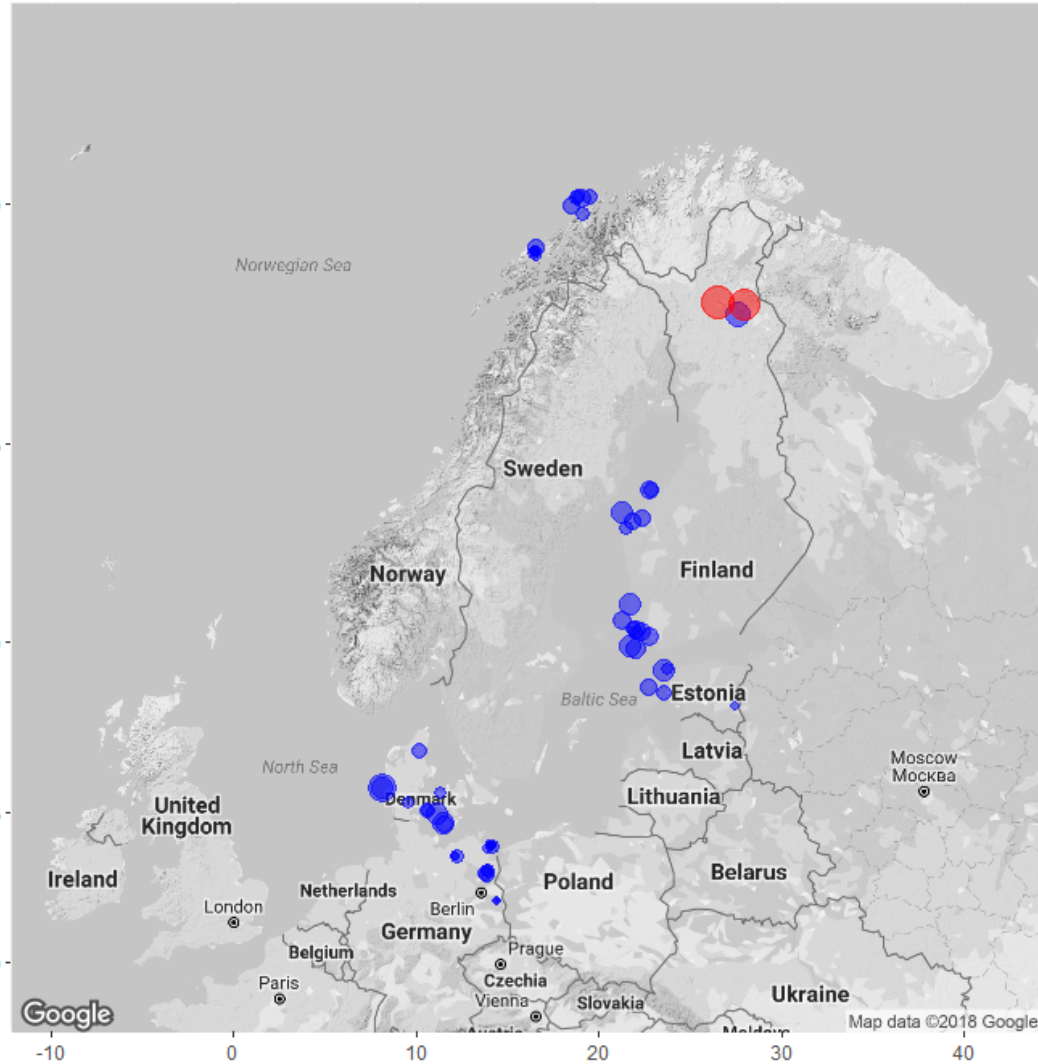 Norwegian Sea
Sweden
Finland
Norway
Baltic Sea
Estonia
Latvia
Moscow
Москва
North Sea
Denmark
Lithuania
United
Kingdom
Belarus
Ireland
Netherlands
Poland
London
Berlin
Germany
Belgium
Prague
Paris
Czechia
Vienna
Slovakia
Ukraine
Austria
Moldova
Google
Map data ©2018 Google
-10
0
10
20
30
40